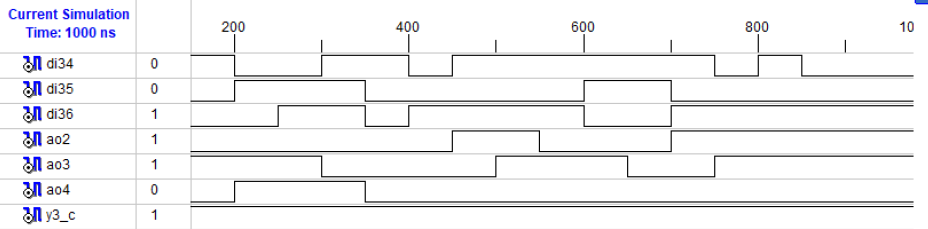 Current Simulation
Time: 1000 ns
200
400
600
800
10
di34
0
di35
0
di36
1
ao2
1
ao3
1
ao4
0
y3_c
1